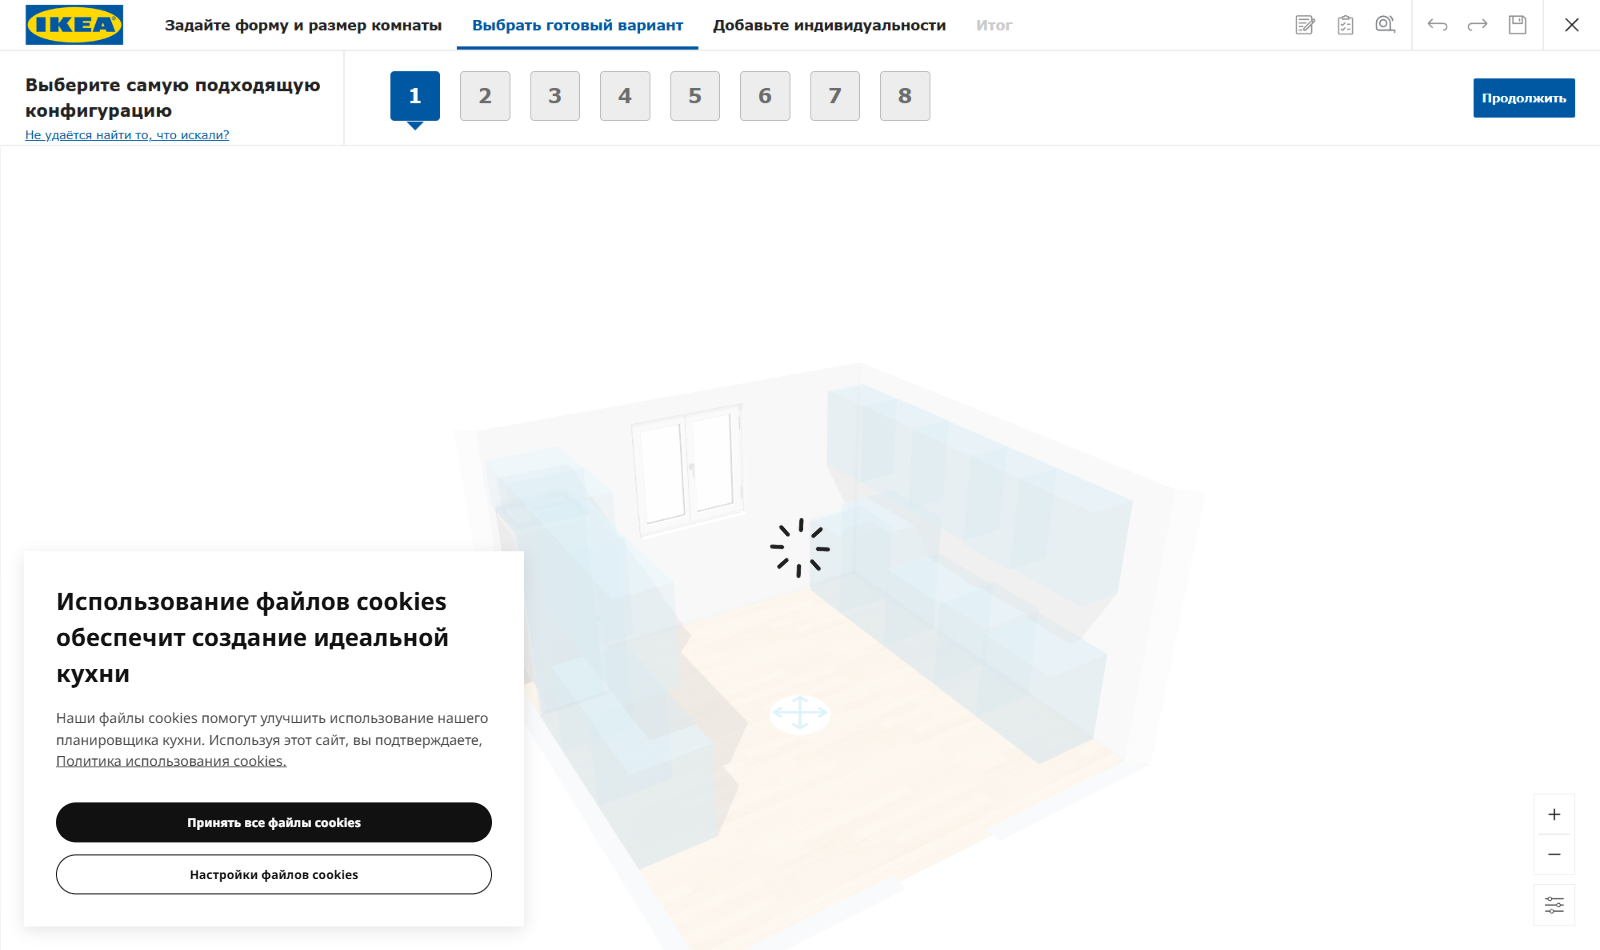 IKEA
Задайте форму и размер комнаты
Выбрать готовый вариант
Добавьте индивидуальности
Итог
Выберите самую подходящую
конфигурацию
Не удаётся найти то, что искали?
1
2
3
4
5
6
7
8
Продолжить
Использование файлов cookies
обеспечит создание идеальной
кухни
Наши файлы cookies помогут улучшить использование нашего
планировщика кухни. Используя этот сайт, вы подтверждаете,
Политика использования cookies.
Принять все файлы cookies
Настройки файлов cookies